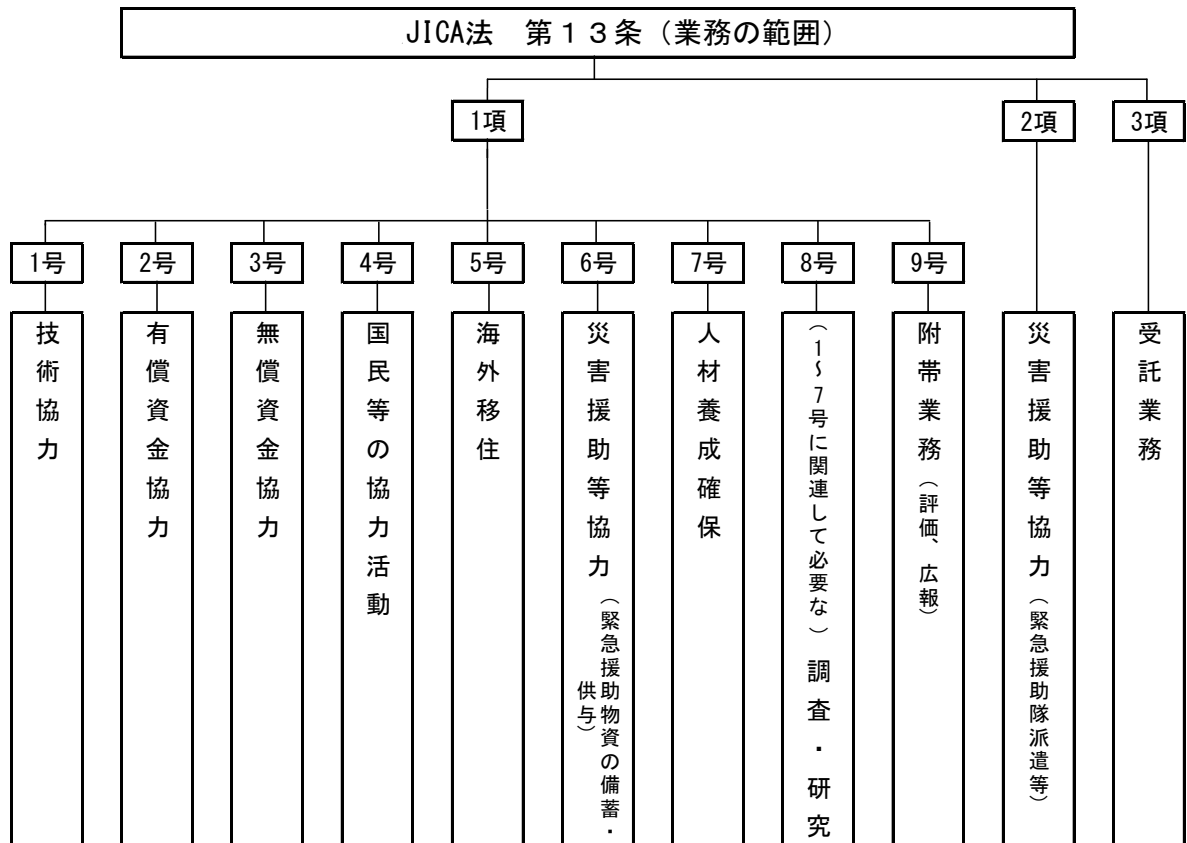 JICA法 第13条（業務の範囲）
1項
2項
3項
1号
2号
3号
4号
5号
6号
7号
8号
9号
技術協力
有償資金協力
無償資金協力
国民等の協力活動
海外移住
災害援助等協力（緊急援助物資の備蓄・
供与）
人材養成確保
（1～7号に関連して必要な）調査・研究
附帯業務（評価、広報）
災害援助等協力（緊急援助隊派遣等）
受託業務